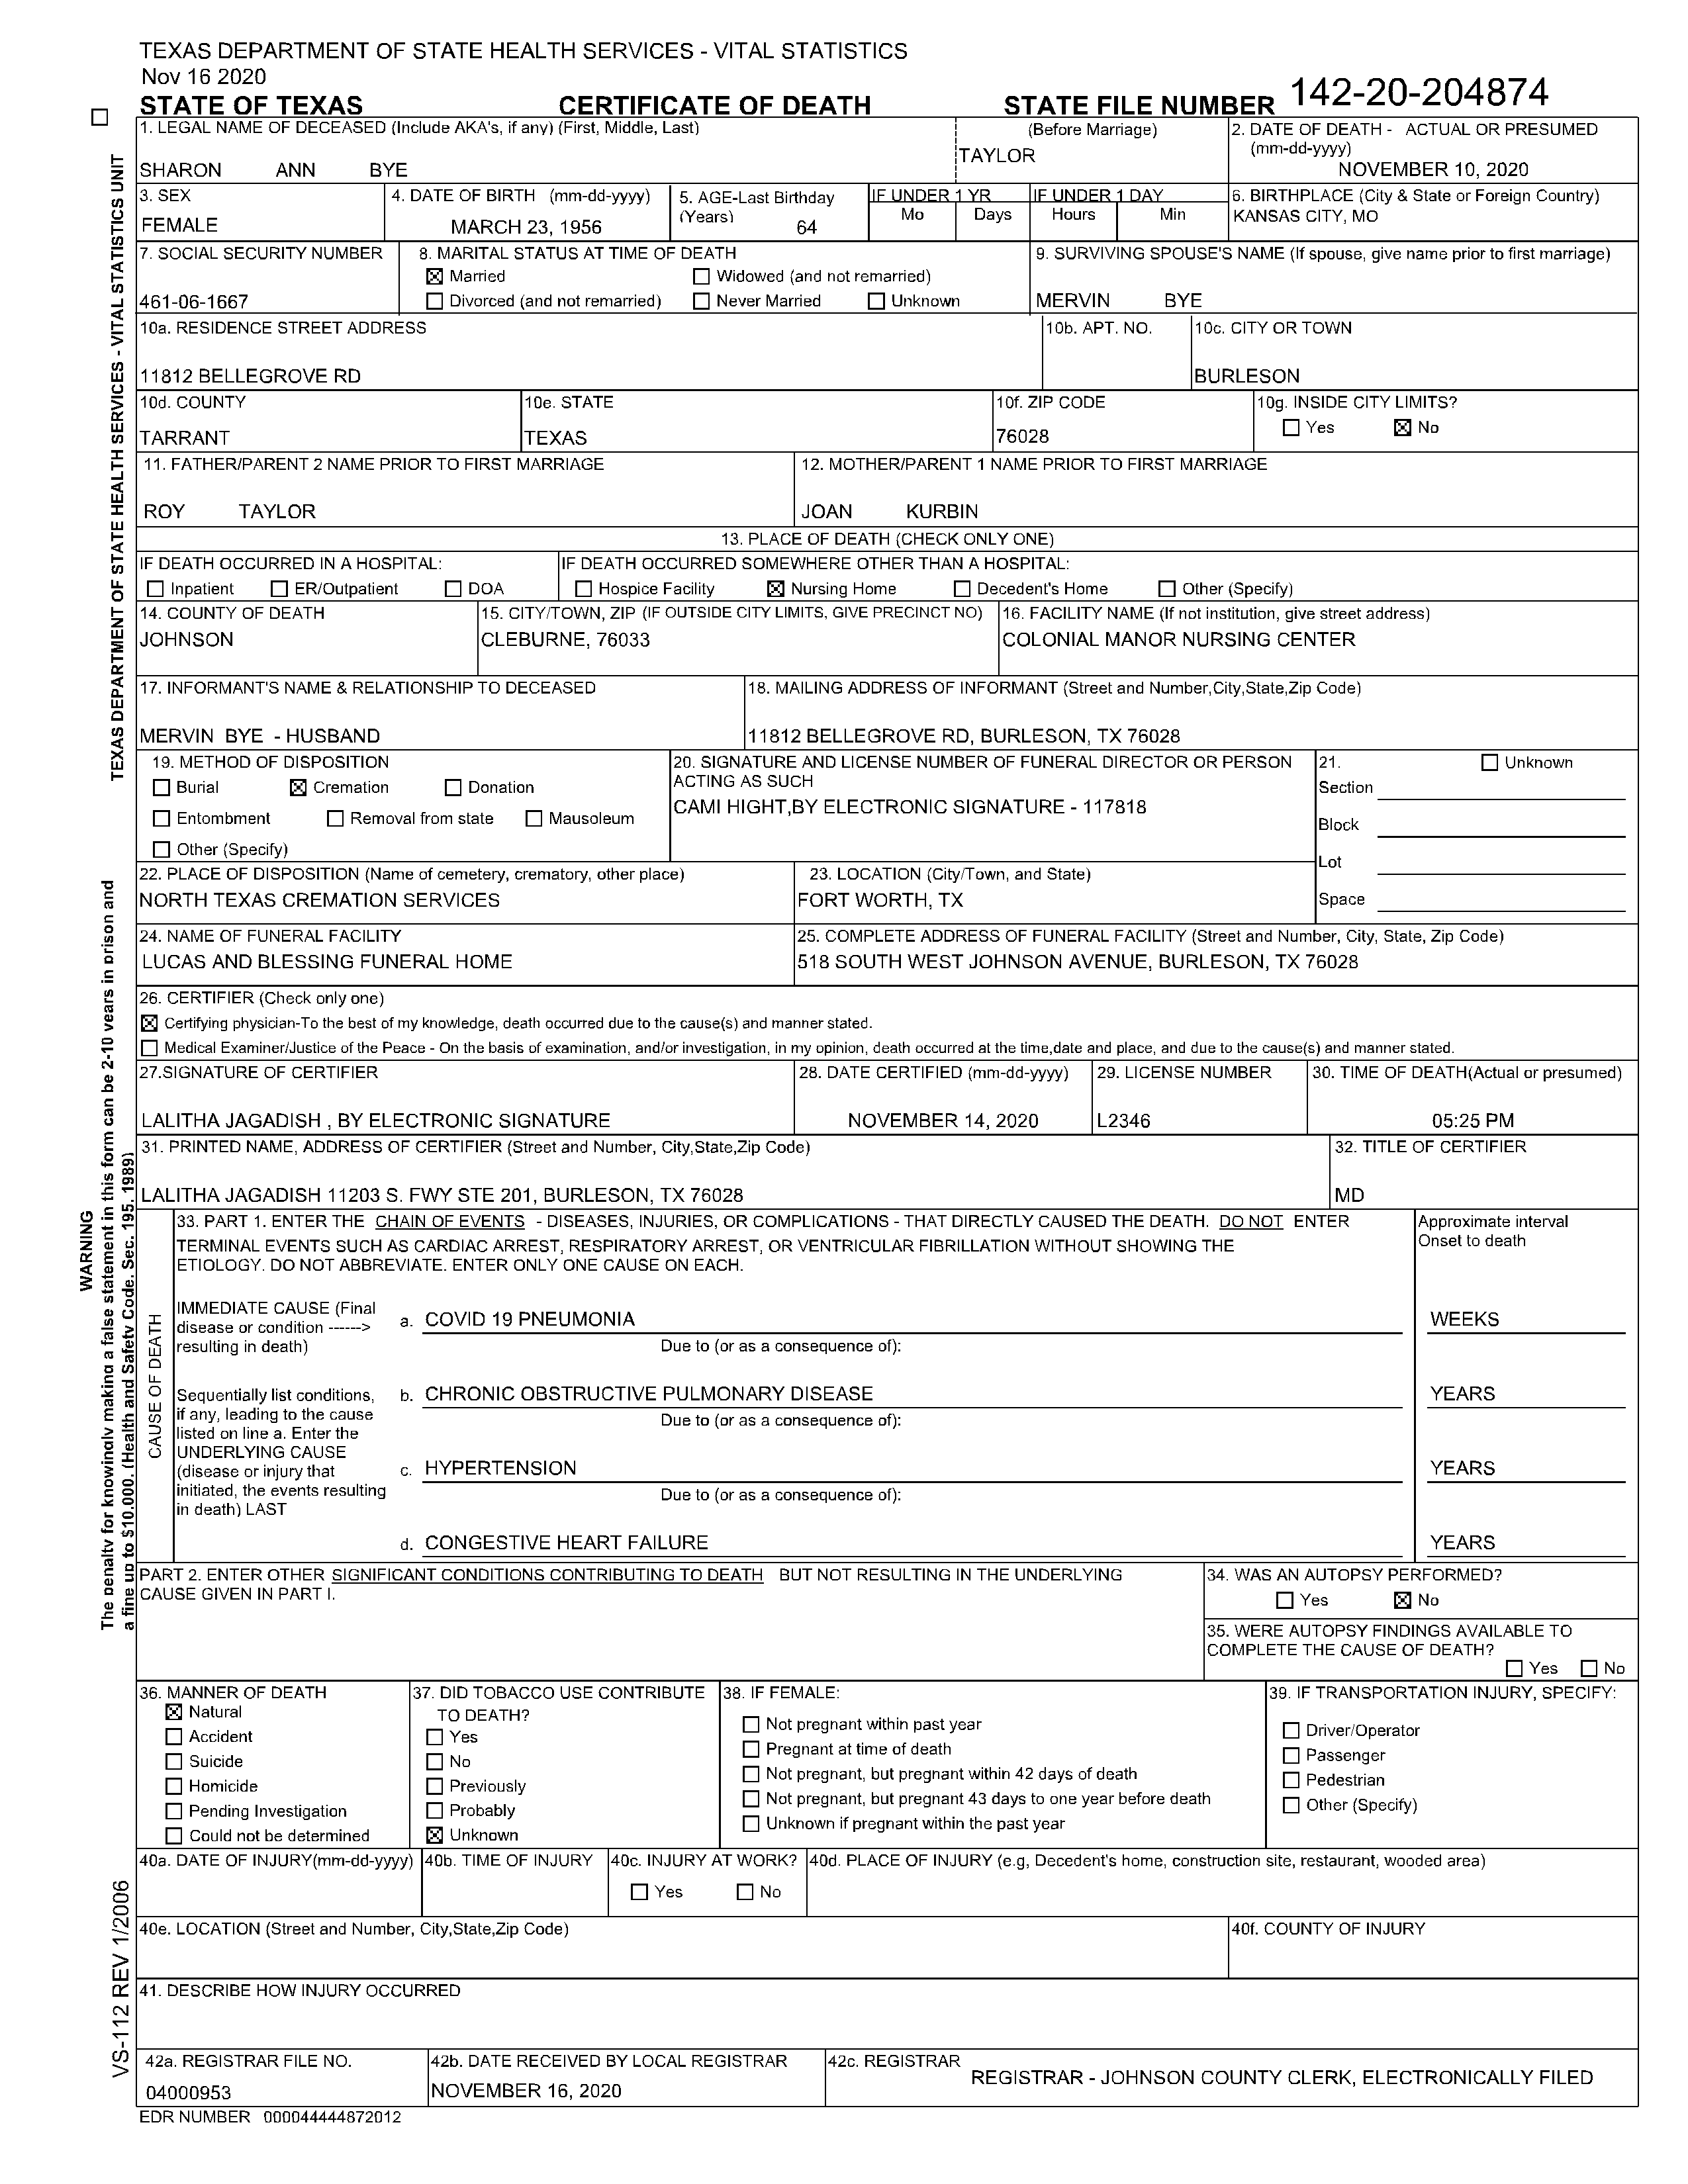 TEXAS DEPARTMENT OF STATE HEALTH SERVICES - VITAL STATISTICS
Nov 16 2020
STATE OF TEXAS CERTIFICATE OF DEATH STATE FILE NUMBER 142-20-204874
1. LEGAL NAME OF DECEASED (Include AKA's, if any) (First, Middle, Last)
SHARON ANN BYE
(Before Marriage)
TAYLOR
2. DATE OF DEATH - ACTUAL OR PRESUMED
(mm-dd-yyyy)
NOVEMBER 10, 2020
3. SEX
FEMALE
4. DATE OF BIRTH (mm-dd-yyyy)
MARCH 23, 1956
5. AGE-Last Birthday
(Years) 64
IF UNDER 1 YR
Mo Days
IF UNDER 1 DAY
Hours Min
6. BIRTHPLACE (City & State or Foreign Country)
KANSAS CITY, MO
7. SOCIAL SECURITY NUMBER
461-06-1667
8. MARITAL STATUS AT TIME OF DEATH
☒ Married ☐ Widowed (and not remarried)
☐ Divorced (and not remarried) ☐ Never Married ☐ Unknown
9. SURVIVING SPOUSE'S NAME (If spouse, give name prior to first marriage)
MERVIN BYE
10a. RESIDENCE STREET ADDRESS
11812 BELLEGROVE RD
10b. APT. NO.
10c. CITY OR TOWN
BURLESON
10d. COUNTY
TARRANT
10e. STATE
TEXAS
10f. ZIP CODE
76028
10g. INSIDE CITY LIMITS?
☐ Yes ☒ No
11. FATHER/PARENT 2 NAME PRIOR TO FIRST MARRIAGE
ROY TAYLOR
12. MOTHER/PARENT 1 NAME PRIOR TO FIRST MARRIAGE
JOAN KURBIN
13. PLACE OF DEATH (CHECK ONLY ONE)
IF DEATH OCCURRED IN A HOSPITAL:
☐ Inpatient ☐ ER/Outpatient ☐ DOA
IF DEATH OCCURRED SOMEWHERE OTHER THAN A HOSPITAL:
☐ Hospice Facility ☒ Nursing Home ☐ Decedent's Home ☐ Other (Specify)
14. COUNTY OF DEATH
JOHNSON
15. CITY/TOWN, ZIP (IF OUTSIDE CITY LIMITS, GIVE PRECINCT NO)
CLEBURNE, 76033
16. FACILITY NAME (If not institution, give street address)
COLONIAL MANOR NURSING CENTER
17. INFORMANT'S NAME & RELATIONSHIP TO DECEASED
MERVIN BYE - HUSBAND
18. MAILING ADDRESS OF INFORMANT (Street and Number,City,State,Zip Code)
11812 BELLEGROVE RD, BURLESON, TX 76028
19. METHOD OF DISPOSITION
☐ Burial ☒ Cremation ☐ Donation
☐ Entombment ☐ Removal from state ☐ Mausoleum
☐ Other (Specify)
20. SIGNATURE AND LICENSE NUMBER OF FUNERAL DIRECTOR OR PERSON
ACTING AS SUCH
CAMI HIGHT,BY ELECTRONIC SIGNATURE - 117818
21. ☐ Unknown
Section
Block
Lot
Space
22. PLACE OF DISPOSITION (Name of cemetery, crematory, other place)
NORTH TEXAS CREMATION SERVICES
23. LOCATION (City/Town, and State)
FORT WORTH, TX
24. NAME OF FUNERAL FACILITY
LUCAS AND BLESSING FUNERAL HOME
25. COMPLETE ADDRESS OF FUNERAL FACILITY (Street and Number, City, State, Zip Code)
518 SOUTH WEST JOHNSON AVENUE, BURLESON, TX 76028
26. CERTIFIER (Check only one)
☒ Certifying physician-To the best of my knowledge, death occurred due to the cause(s) and manner stated.
☐ Medical Examiner/Justice of the Peace - On the basis of examination, and/or investigation, in my opinion, death occurred at the time,date and place, and due to the cause(s) and manner stated.
27.SIGNATURE OF CERTIFIER
LALITHA JAGADISH , BY ELECTRONIC SIGNATURE
28. DATE CERTIFIED (mm-dd-yyyy)
NOVEMBER 14, 2020
29. LICENSE NUMBER
L2346
30. TIME OF DEATH(Actual or presumed)
05:25 PM
31. PRINTED NAME, ADDRESS OF CERTIFIER (Street and Number, City,State,Zip Code)
LALITHA JAGADISH 11203 S. FWY STE 201, BURLESON, TX 76028
32. TITLE OF CERTIFIER
MD
CAUSE OF DEATH
33. PART 1. ENTER THE CHAIN OF EVENTS - DISEASES, INJURIES, OR COMPLICATIONS - THAT DIRECTLY CAUSED THE DEATH. DO NOT ENTER
TERMINAL EVENTS SUCH AS CARDIAC ARREST, RESPIRATORY ARREST, OR VENTRICULAR FIBRILLATION WITHOUT SHOWING THE
ETIOLOGY. DO NOT ABBREVIATE. ENTER ONLY ONE CAUSE ON EACH.
Approximate interval
Onset to death
IMMEDIATE CAUSE (Final
disease or condition ------>
resulting in death)
a. COVID 19 PNEUMONIA WEEKS
Due to (or as a consequence of):
Sequentially list conditions,
if any, leading to the cause
listed on line a. Enter the
UNDERLYING CAUSE
(disease or injury that
initiated, the events resulting
in death) LAST
b. CHRONIC OBSTRUCTIVE PULMONARY DISEASE YEARS
Due to (or as a consequence of):
c. HYPERTENSION YEARS
Due to (or as a consequence of):
d. CONGESTIVE HEART FAILURE YEARS
PART 2. ENTER OTHER SIGNIFICANT CONDITIONS CONTRIBUTING TO DEATH BUT NOT RESULTING IN THE UNDERLYING
CAUSE GIVEN IN PART I.
34. WAS AN AUTOPSY PERFORMED?
☐ Yes ☒ No
35. WERE AUTOPSY FINDINGS AVAILABLE TO
COMPLETE THE CAUSE OF DEATH?
☐ Yes ☐ No
36. MANNER OF DEATH
☒ Natural
☐ Accident
☐ Suicide
☐ Homicide
☐ Pending Investigation
☐ Could not be determined
37. DID TOBACCO USE CONTRIBUTE
TO DEATH?
☐ Yes
☐ No
☐ Previously
☐ Probably
☒ Unknown
38. IF FEMALE:
☐ Not pregnant within past year
☐ Pregnant at time of death
☐ Not pregnant, but pregnant within 42 days of death
☐ Not pregnant, but pregnant 43 days to one year before death
☐ Unknown if pregnant within the past year
39. IF TRANSPORTATION INJURY, SPECIFY:
☐ Driver/Operator
☐ Passenger
☐ Pedestrian
☐ Other (Specify)
40a. DATE OF INJURY(mm-dd-yyyy)
40b. TIME OF INJURY
40c. INJURY AT WORK?
☐ Yes ☐ No
40d. PLACE OF INJURY (e.g, Decedent's home, construction site, restaurant, wooded area)
40e. LOCATION (Street and Number, City,State,Zip Code)
40f. COUNTY OF INJURY
41. DESCRIBE HOW INJURY OCCURRED
42a. REGISTRAR FILE NO.
04000953
42b. DATE RECEIVED BY LOCAL REGISTRAR
NOVEMBER 16, 2020
42c. REGISTRAR
REGISTRAR - JOHNSON COUNTY CLERK, ELECTRONICALLY FILED
EDR NUMBER 000044444872012
TEXAS DEPARTMENT OF STATE HEALTH SERVICES - VITAL STATISTICS UNIT
WARNING
The penalty for knowingly making a false statement in this form can be 2-10 years in prison and
a fine up to $10,000. (Health and Safety Code, Sec. 195, 1989)
VS-112 REV 1/2006